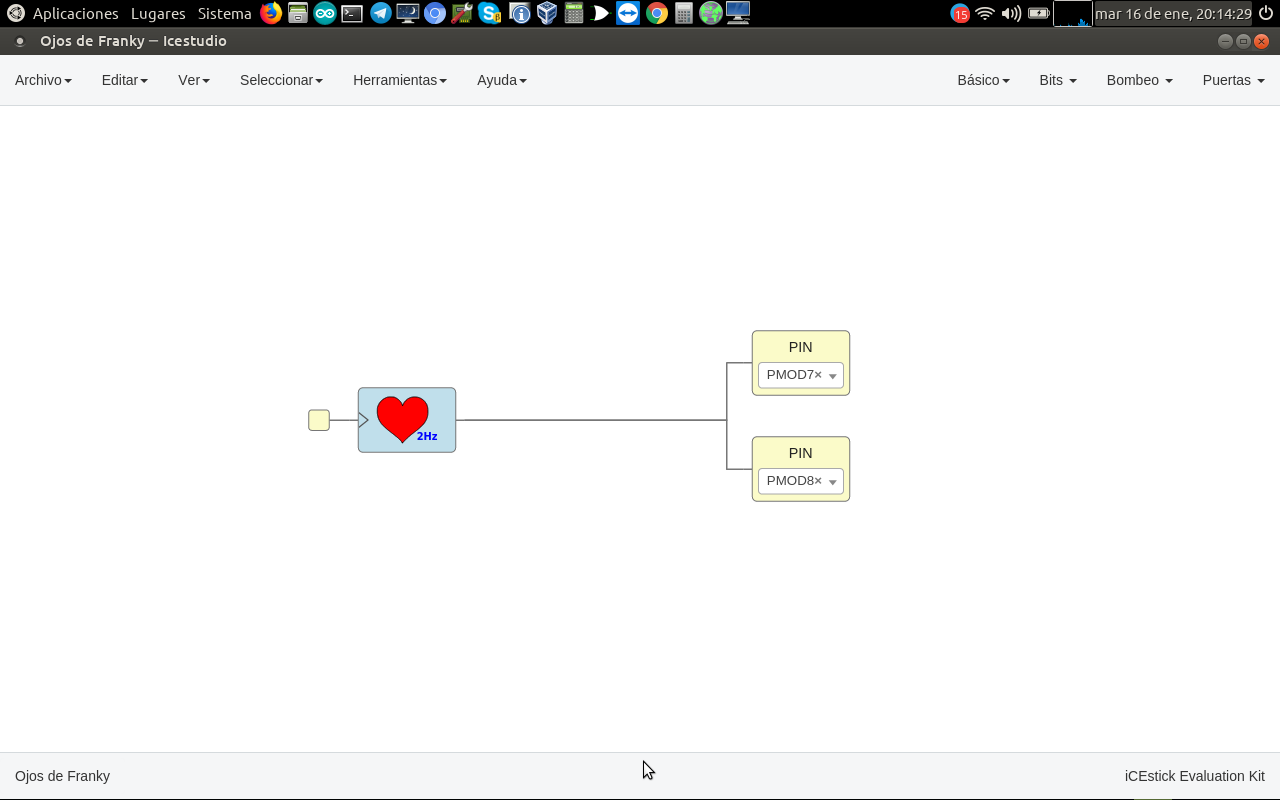 Aplicaciones Lugares Sistema
15
mar 16 de ene, 20:14:29
Ojos de Franky — Icestudio
Archivo Editar Ver Seleccionar Herramientas Ayuda Básico Bits Bombeo Puertas
PIN
PMOD7×
2Hz
PIN
PMOD8×
Ojos de Franky
iCEstick Evaluation Kit